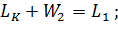 L_K + W_2 = L_1 ;